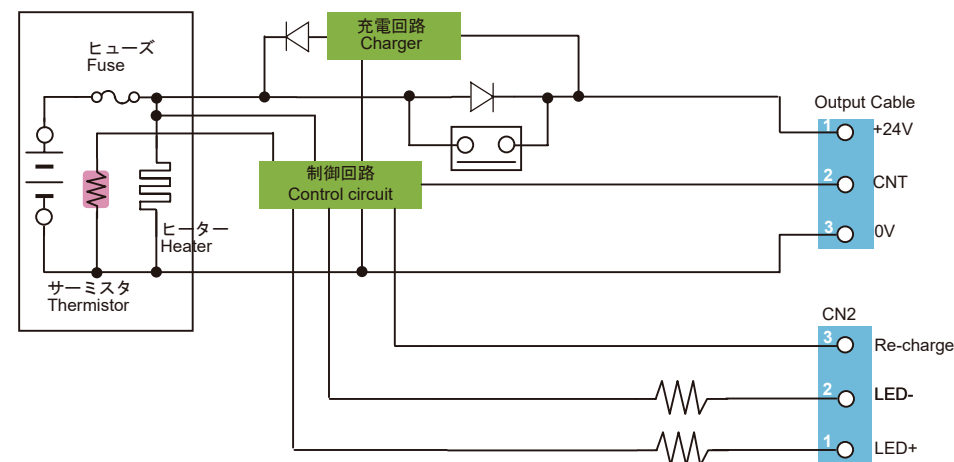 充電回路
Charger
ヒューズ
Fuse
Output Cable
1
+24V
制御回路
Control circuit
2
CNT
ヒーター
Heater
3
0V
サーミスタ
Thermistor
CN2
3
Re-charge
2
LED-
1
LED+